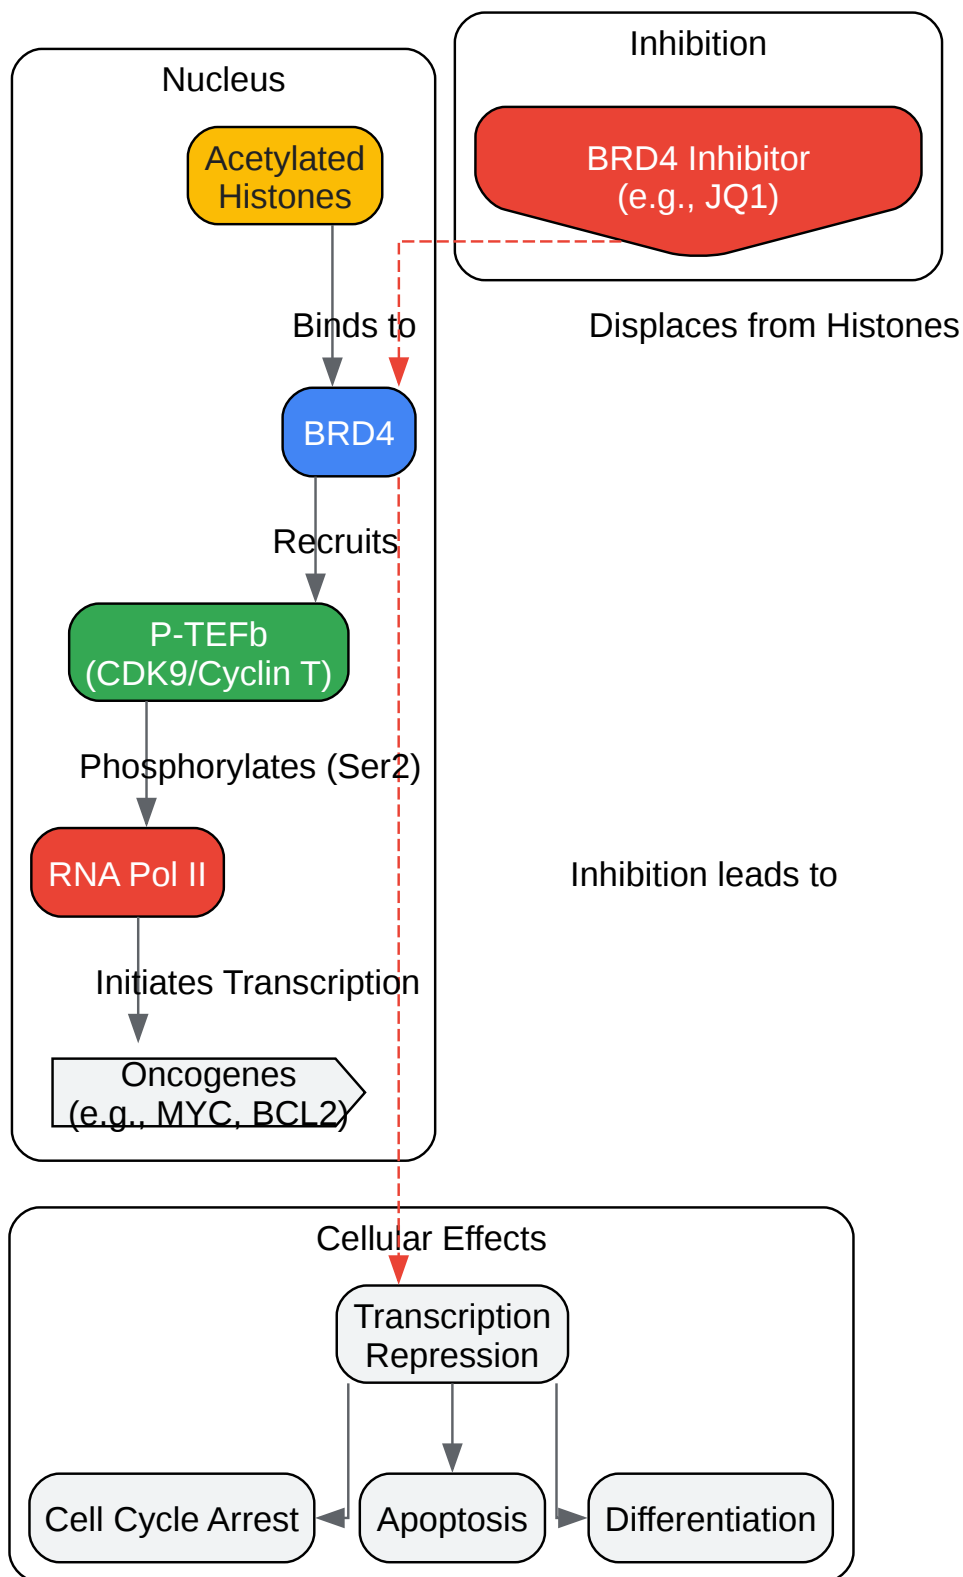 Inhibition
Nucleus
BRD4 Inhibitor
(e.g., JQ1)
Acetylated
Histones
Binds to
Displaces from Histones
BRD4
Recruits
P-TEFb
(CDK9/Cyclin T)
Phosphorylates (Ser2)
RNA Pol II
Inhibition leads to
Initiates Transcription
Oncogenes
(e.g., MYC, BCL2)
Cellular Effects
Transcription
Repression
Cell Cycle Arrest
Apoptosis
Differentiation